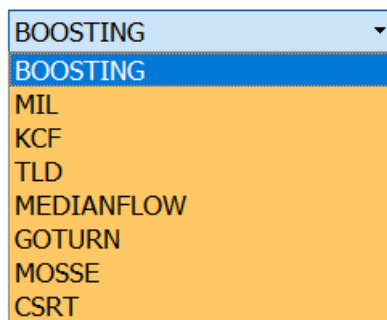 BOOSTING
BOOSTING
MIL
KCF
TLD
MEDIANFLOW
GOTURN
MOSSE
CSRT